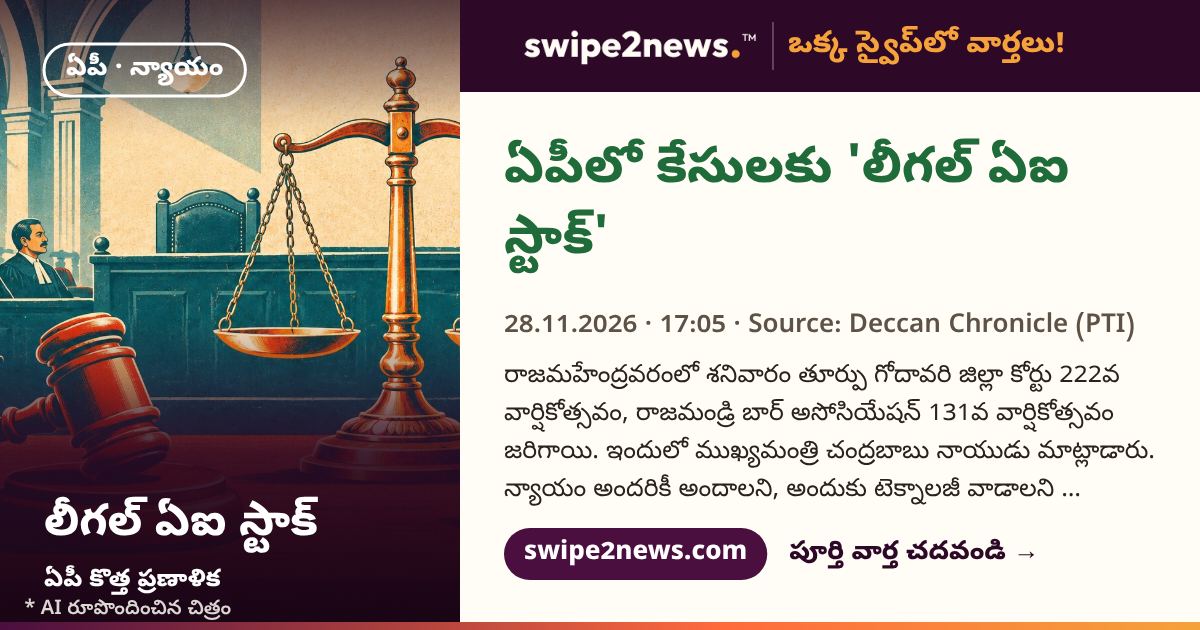 ఏపీ · న్యాయం
swipe2news.™
ఒక్క స్వైప్‌లో వార్తలు!
ఏపీలో కేసులకు 'లీగల్ ఏఐ
స్టాక్'
28.11.2026 · 17:05 · Source: Deccan Chronicle (PTI)
రాజమహేంద్రవరంలో శనివారం తూర్పు గోదావరి జిల్లా కోర్టు 222వ
వార్షికోత్సవం, రాజమండ్రి బార్ అసోసియేషన్ 131వ వార్షికోత్సవం
జరిగాయి. ఇందులో ముఖ్యమంత్రి చంద్రబాబు నాయుడు మాట్లాడారు.
న్యాయం అందరికీ అందాలని, అందుకు టెక్నాలజీ వాడాలని ...
swipe2news.com
పూర్తి వార్త చదవండి →
లీగల్ ఏఐ స్టాక్
ఏపీ కొత్త ప్రణాళిక
* AI రూపొందించిన చిత్రం